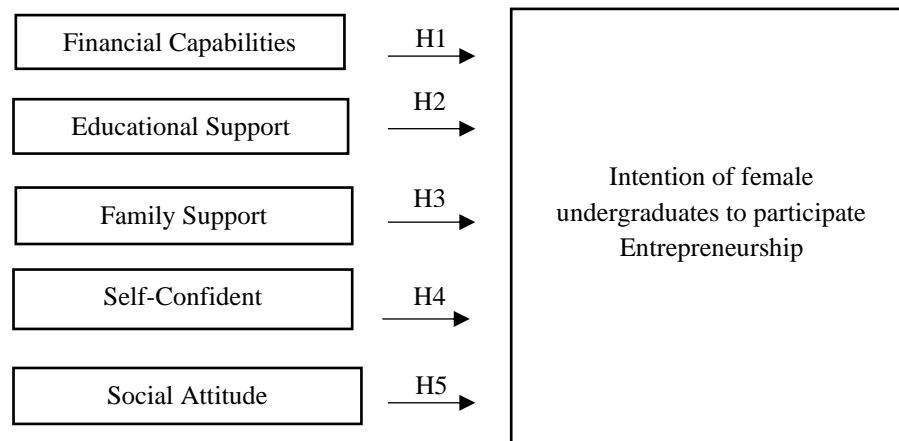 Financial Capabilities
H1
Educational Support
H2
Family Support
H3
Self-Confident
H4
Social Attitude
H5
Intention of female
undergraduates to participate
Entrepreneurship